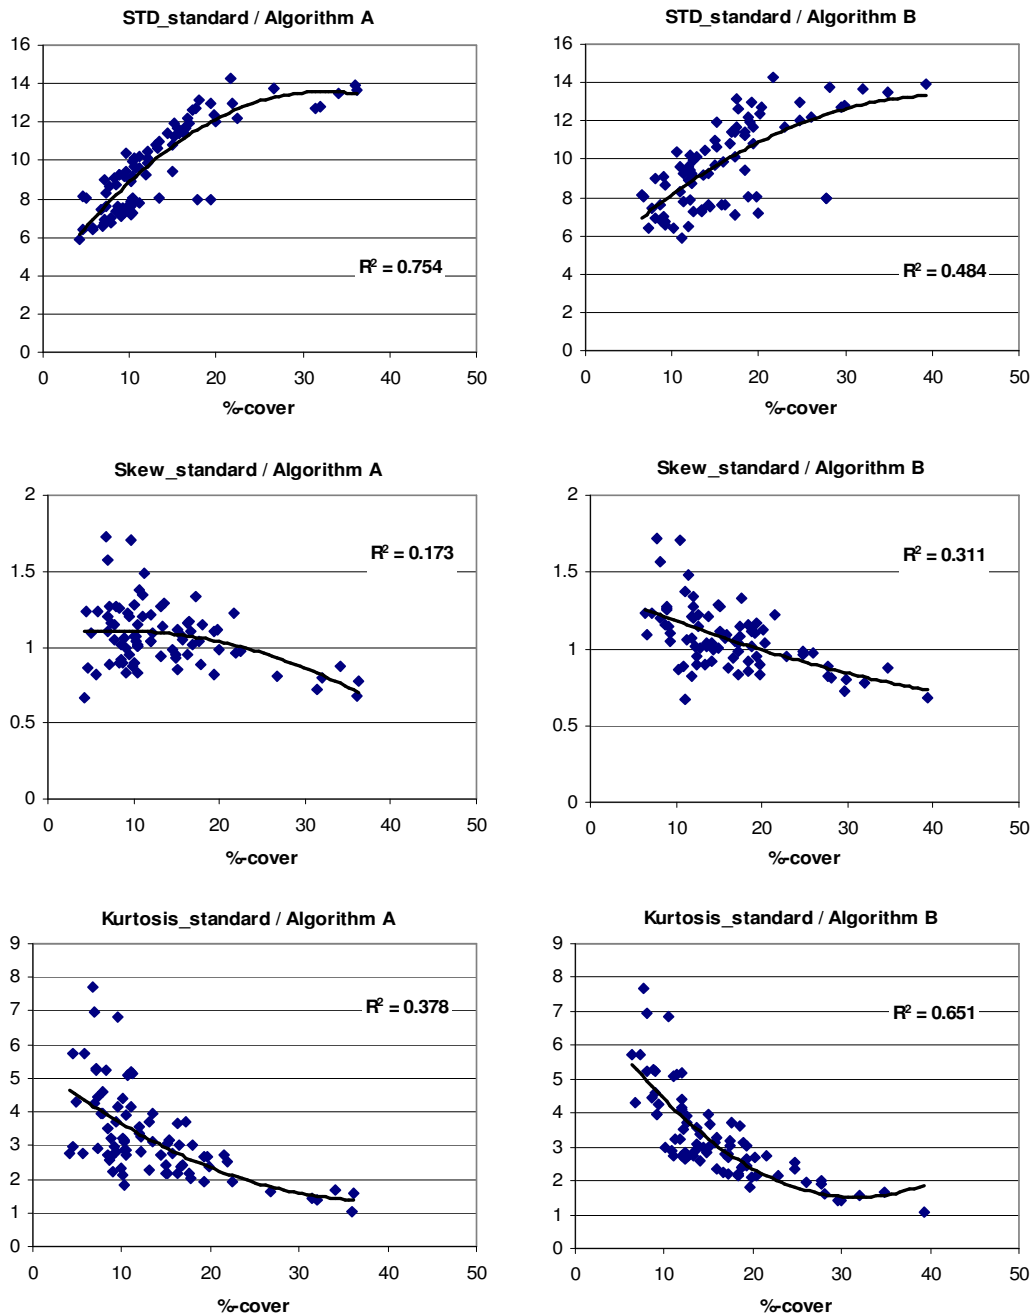 STD_standard / Algorithm A
16
14
12
10
8
6
4
2
0
R² = 0.754
0 10 20 30 40 50
%-cover
STD_standard / Algorithm B
16
14
12
10
8
6
4
2
0
R² = 0.484
0 10 20 30 40 50
%-cover
Skew_standard / Algorithm A
2
1.5
1
0.5
0
R² = 0.173
0 10 20 30 40 50
%-cover
Skew_standard / Algorithm B
2
1.5
1
0.5
0
R² = 0.311
0 10 20 30 40 50
%-cover
Kurtosis_standard / Algorithm A
9
8
7
6
5
4
3
2
1
0
R² = 0.378
0 10 20 30 40 50
%-cover
Kurtosis_standard / Algorithm B
9
8
7
6
5
4
3
2
1
0
R² = 0.651
0 10 20 30 40 50
%-cover